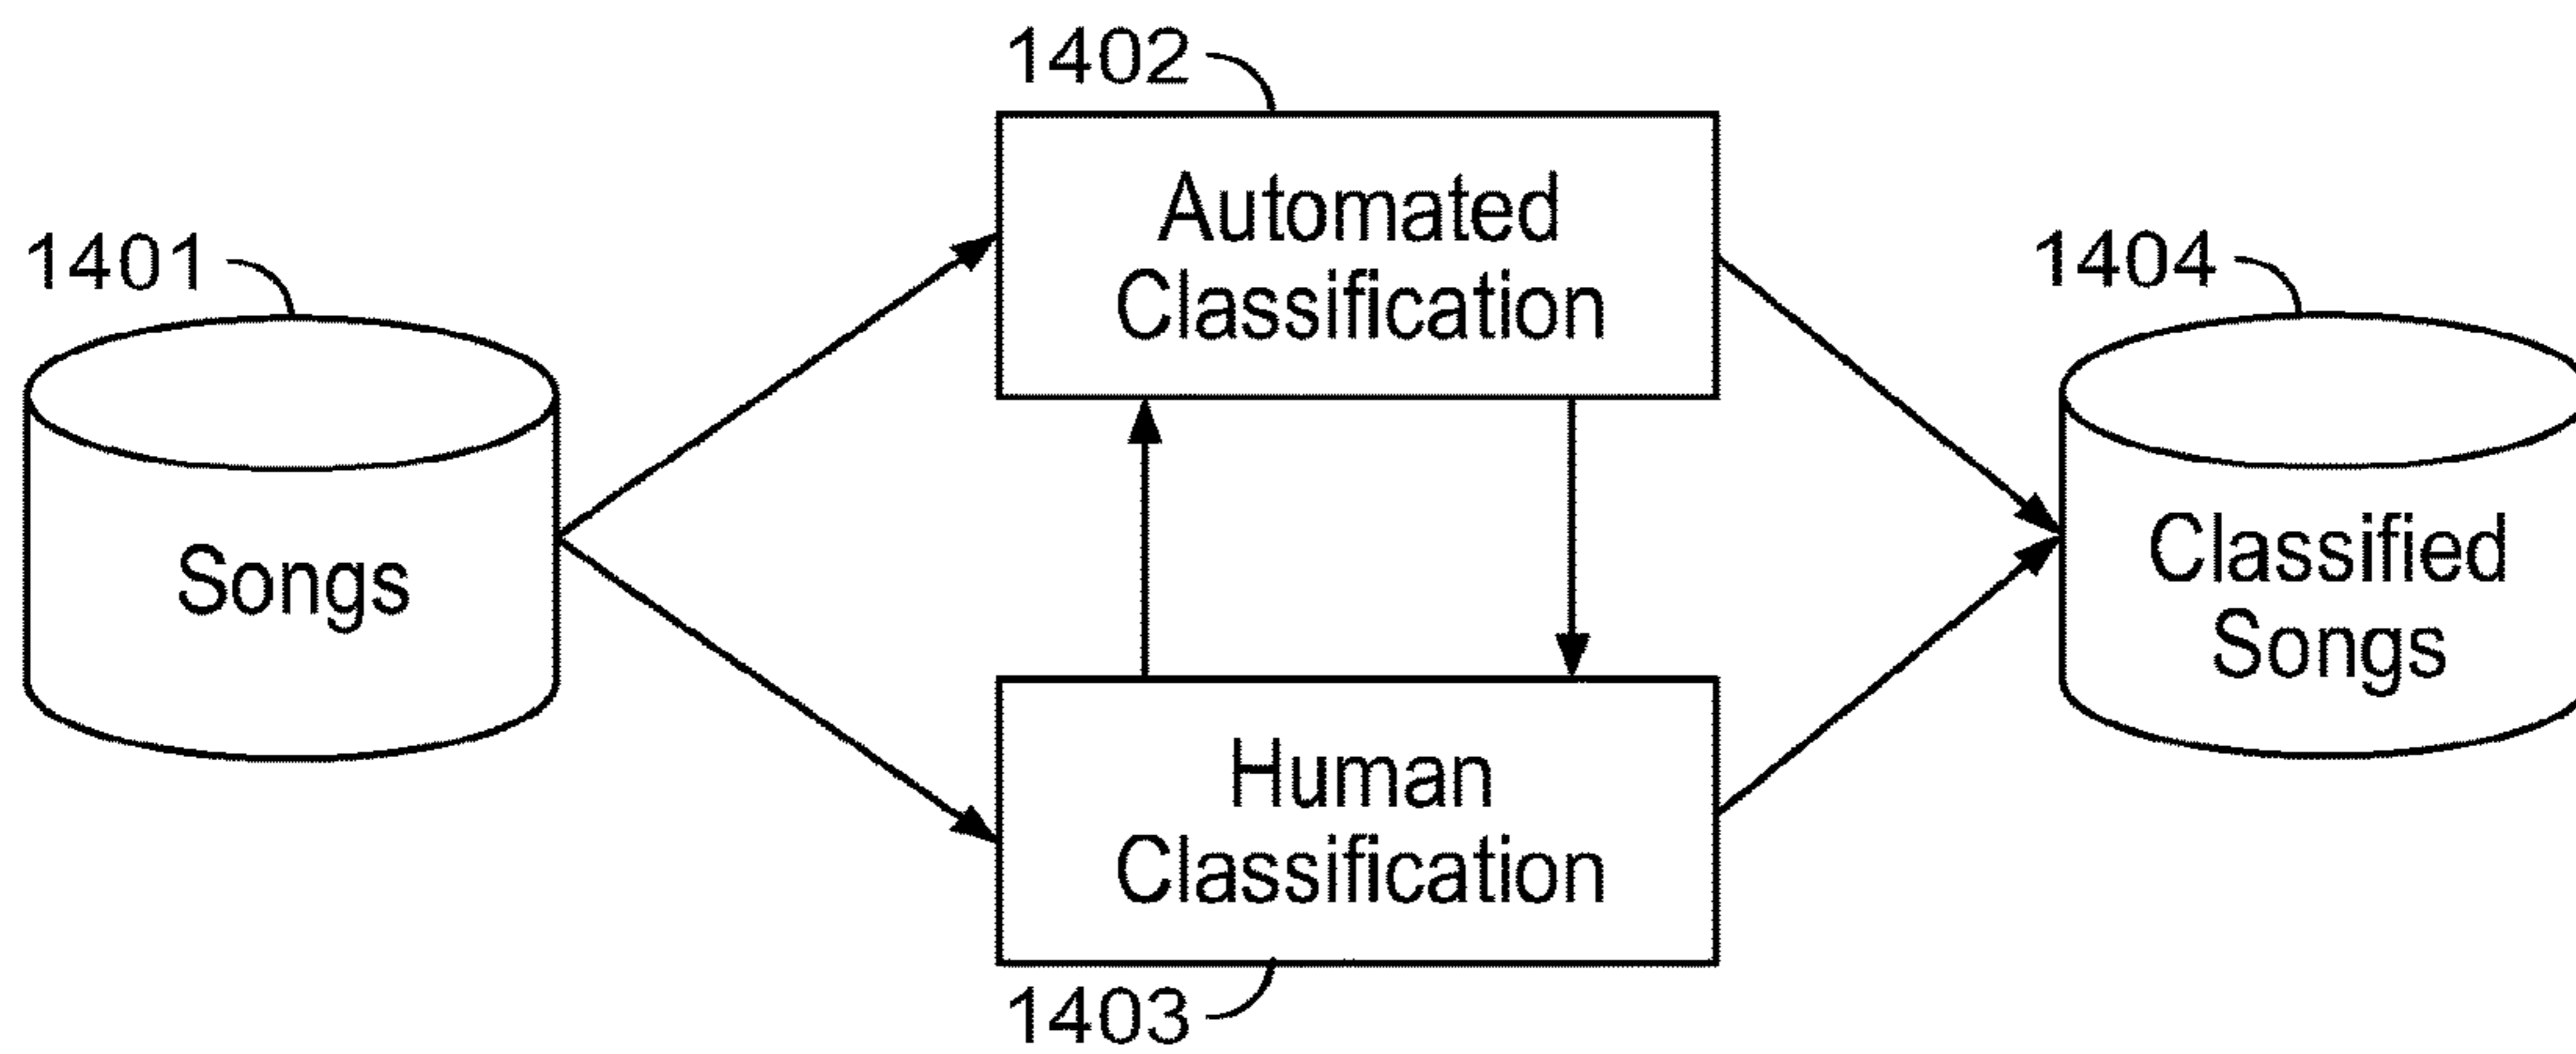 1402
Automated
Classification
1401
Songs
1404
Classified
Songs
Human
Classification
1403